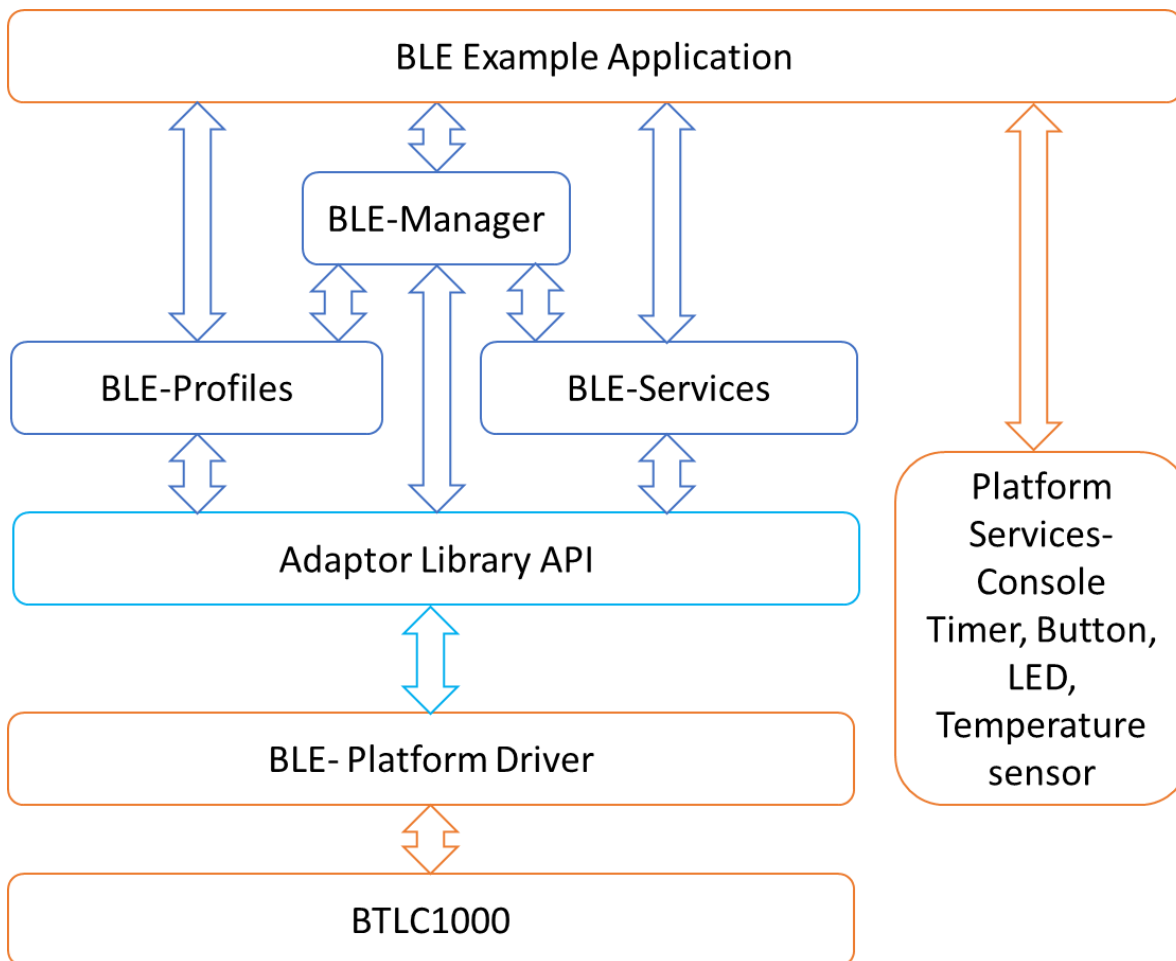 BLE Example Application
BLE-Manager
BLE-Profiles
BLE-Services
Adaptor Library API
Platform
Services-
Console
Timer, Button,
LED,
Temperature
sensor
BLE- Platform Driver
BTLC1000